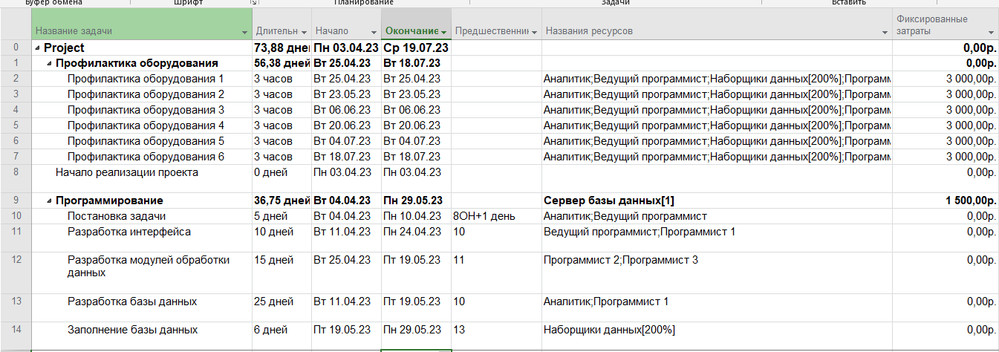 Буфер обмена Шрифт Планирование Задачи Вставить
Название задачи Длительн Начало Окончание Предшественни Названия ресурсов Фиксированные затраты
0 Project 73,88 дне Пн 03.04.23 Ср 19.07.23 0,00р.
1 Профилактика оборудования 56,38 дней Вт 25.04.23 Вт 18.07.23 0,00р.
2 Профилактика оборудования 1 3 часов Вт 25.04.23 Вт 25.04.23 Аналитик;Ведущий программист;Наборщики данных[200%];Програм 3 000,00р.
3 Профилактика оборудования 2 3 часов Вт 23.05.23 Вт 23.05.23 Аналитик;Ведущий программист;Наборщики данных[200%];Програм 3 000,00р.
4 Профилактика оборудования 3 3 часов Вт 06.06.23 Вт 06.06.23 Аналитик;Ведущий программист;Наборщики данных[200%];Програм 3 000,00р.
5 Профилактика оборудования 4 3 часов Вт 20.06.23 Вт 20.06.23 Аналитик;Ведущий программист;Наборщики данных[200%];Програм 3 000,00р.
6 Профилактика оборудования 5 3 часов Вт 04.07.23 Вт 04.07.23 Аналитик;Ведущий программист;Наборщики данных[200%];Програм 3 000,00р.
7 Профилактика оборудования 6 3 часов Вт 18.07.23 Вт 18.07.23 Аналитик;Ведущий программист;Наборщики данных[200%];Програм 3 000,00р.
8 Начало реализации проекта 0 дней Пн 03.04.23 Пн 03.04.23 0,00р.
9 Программирование 36,75 дней Вт 04.04.23 Пн 29.05.23 Сервер базы данных[1] 1 500,00р.
10 Постановка задачи 5 дней Вт 04.04.23 Пн 10.04.23 8ОН+1 день Аналитик;Ведущий программист 0,00р.
11 Разработка интерфейса 10 дней Вт 11.04.23 Пн 24.04.23 10 Ведущий программист;Программист 1 0,00р.
12 Разработка модулей обработки данных 15 дней Вт 25.04.23 Пт 19.05.23 11 Программист 2;Программист 3 0,00р.
13 Разработка базы данных 25 дней Вт 11.04.23 Пт 19.05.23 10 Аналитик;Программист 1 0,00р.
14 Заполнение базы данных 6 дней Пт 19.05.23 Пн 29.05.23 13 Наборщики данных[200%] 0,00р.